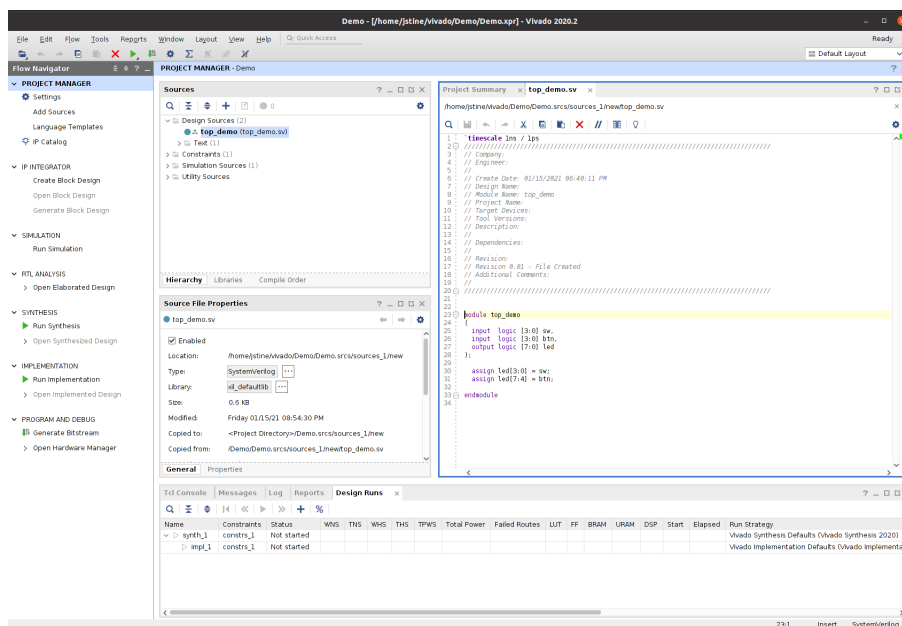 Demo - [/home/jstine/vivado/Demo/Demo.xpr] - Vivado 2020.2
File Edit Flow Tools Reports Window Layout View Help Q- Quick Access Ready
Default Layout
Flow Navigator
PROJECT MANAGER - Demo
PROJECT MANAGER
Settings
Add Sources
Language Templates
IP Catalog
IP INTEGRATOR
Create Block Design
Open Block Design
Generate Block Design
SIMULATION
Run Simulation
RTL ANALYSIS
Open Elaborated Design
SYNTHESIS
Run Synthesis
Open Synthesized Design
IMPLEMENTATION
Run Implementation
Open Implemented Design
PROGRAM AND DEBUG
Generate Bitstream
Open Hardware Manager
Sources
0
Design Sources (2)
top_demo (top_demo.sv)
Text (1)
Constraints (1)
Simulation Sources (1)
Utility Sources
Hierarchy Libraries Compile Order
Source File Properties
top_demo.sv
Enabled
Location: /home/jstine/vivado/Demo/Demo.srcs/sources_1/new
Type: SystemVerilog
Library: xil_defaultlib
Size: 0.6 KB
Modified: Friday 01/15/21 08:54:30 PM
Copied to: <Project Directory>/Demo.srcs/sources_1/new
Copied from: /Demo/Demo.srcs/sources_1/new/top_demo.sv
General Properties
Project Summary top_demo.sv
/home/jstine/vivado/Demo/Demo.srcs/sources_1/new/top_demo.sv
1 `timescale 1ns / 1ps
2 //////////////////////////////////////////////////////////////////////////////////
3 // Company:
4 // Engineer:
5 //
6 // Create Date: 01/15/2021 06:40:11 PM
7 // Design Name:
8 // Module Name: top_demo
9 // Project Name:
10 // Target Devices:
11 // Tool Versions:
12 // Description:
13 //
14 // Dependencies:
15 //
16 // Revision:
17 // Revision 0.01 - File Created
18 // Additional Comments:
19 //
20 //////////////////////////////////////////////////////////////////////////////////
21
22
23 module top_demo
24 (
25 input logic [3:0] sw,
26 input logic [3:0] btn,
27 output logic [7:0] led
28 );
29
30 assign led[3:0] = sw;
31 assign led[7:4] = btn;
32
33 endmodule
34
Tcl Console Messages Log Reports Design Runs
Name Constraints Status WNS TNS WHS THS TPWS Total Power Failed Routes LUT FF BRAM URAM DSP Start Elapsed Run Strategy
synth_1 constrs_1 Not started Vivado Synthesis Defaults (Vivado Synthesis 2020)
impl_1 constrs_1 Not started Vivado Implementation Defaults (Vivado Implementa
23:1 Insert SystemVerilog